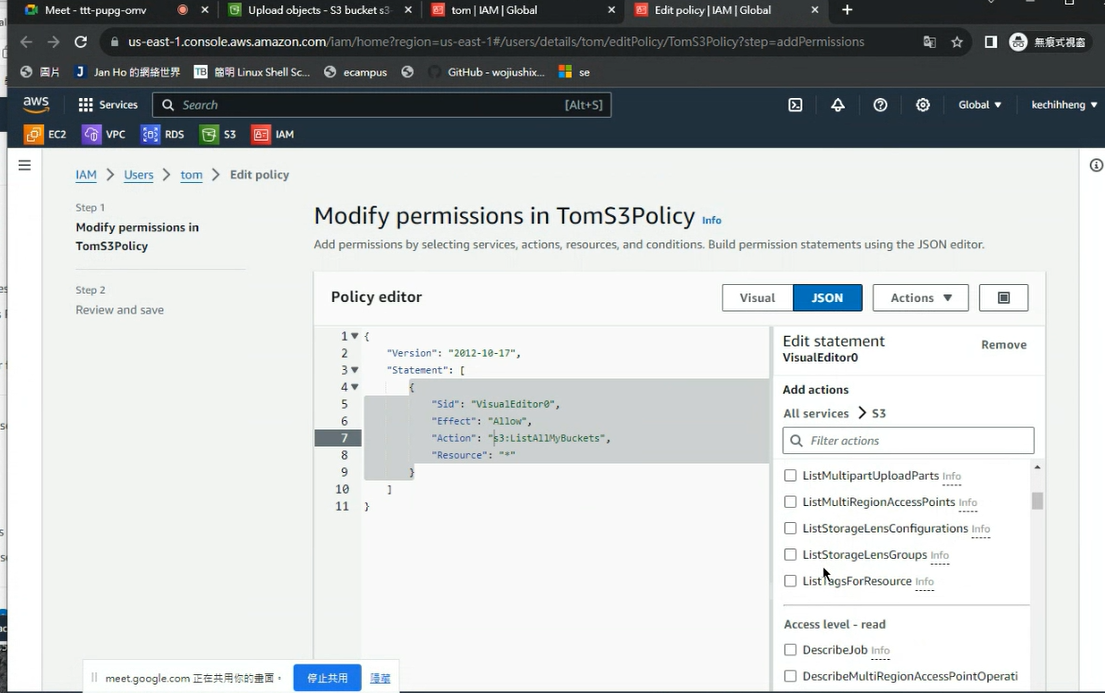 Meet - ttt-pupg-omv
Upload objects - S3 bucket s3-
tom | IAM | Global
Edit policy | IAM | Global
us-east-1.console.aws.amazon.com/iam/home?region=us-east-1#/users/details/tom/editPolicy/TomS3Policy?step=addPermissions
無痕式視窗
圖片
Jan Ho 的網絡世界
TB 簡明 Linux Shell Sc...
ecampus
GitHub - wojiushix...
se
aws
Services
Search
[Alt+S]
Global
kechihheng
EC2
VPC
RDS
S3
IAM
IAM > Users > tom > Edit policy
Step 1
Modify permissions in
TomS3Policy
Step 2
Review and save
Modify permissions in TomS3Policy Info
Add permissions by selecting services, actions, resources, and conditions. Build permission statements using the JSON editor.
Policy editor
Visual
JSON
Actions
1 {
2 "Version": "2012-10-17",
3 "Statement": [
4 {
5 "Sid": "VisualEditor0",
6 "Effect": "Allow",
7 "Action": "s3:ListAllMyBuckets",
8 "Resource": "*"
9 }
10 ]
11 }
Edit statement
VisualEditor0
Remove
Add actions
All services > S3
Filter actions
ListMultipartUploadParts Info
ListMultiRegionAccessPoints Info
ListStorageLensConfigurations Info
ListStorageLensGroups Info
ListTagsForResource Info
Access level - read
DescribeJob Info
DescribeMultiRegionAccessPointOperati
meet.google.com 正在共用你的畫面。
停止共用
隱藏